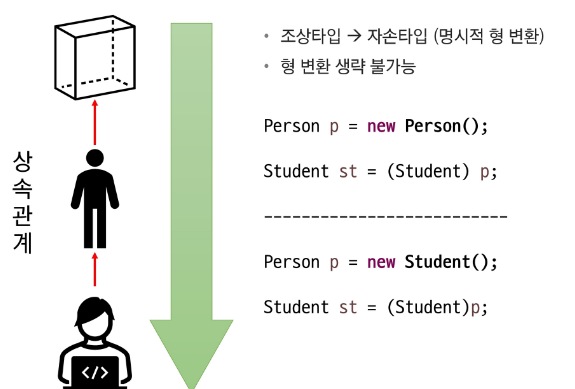 • 조상타입 → 자손타입 (명시적 형 변환)
• 형 변환 생략 불가능
Person p = new Person();
Student st = (Student) p;
--------------------------
Person p = new Student();
Student st = (Student)p;
상속관계
</>